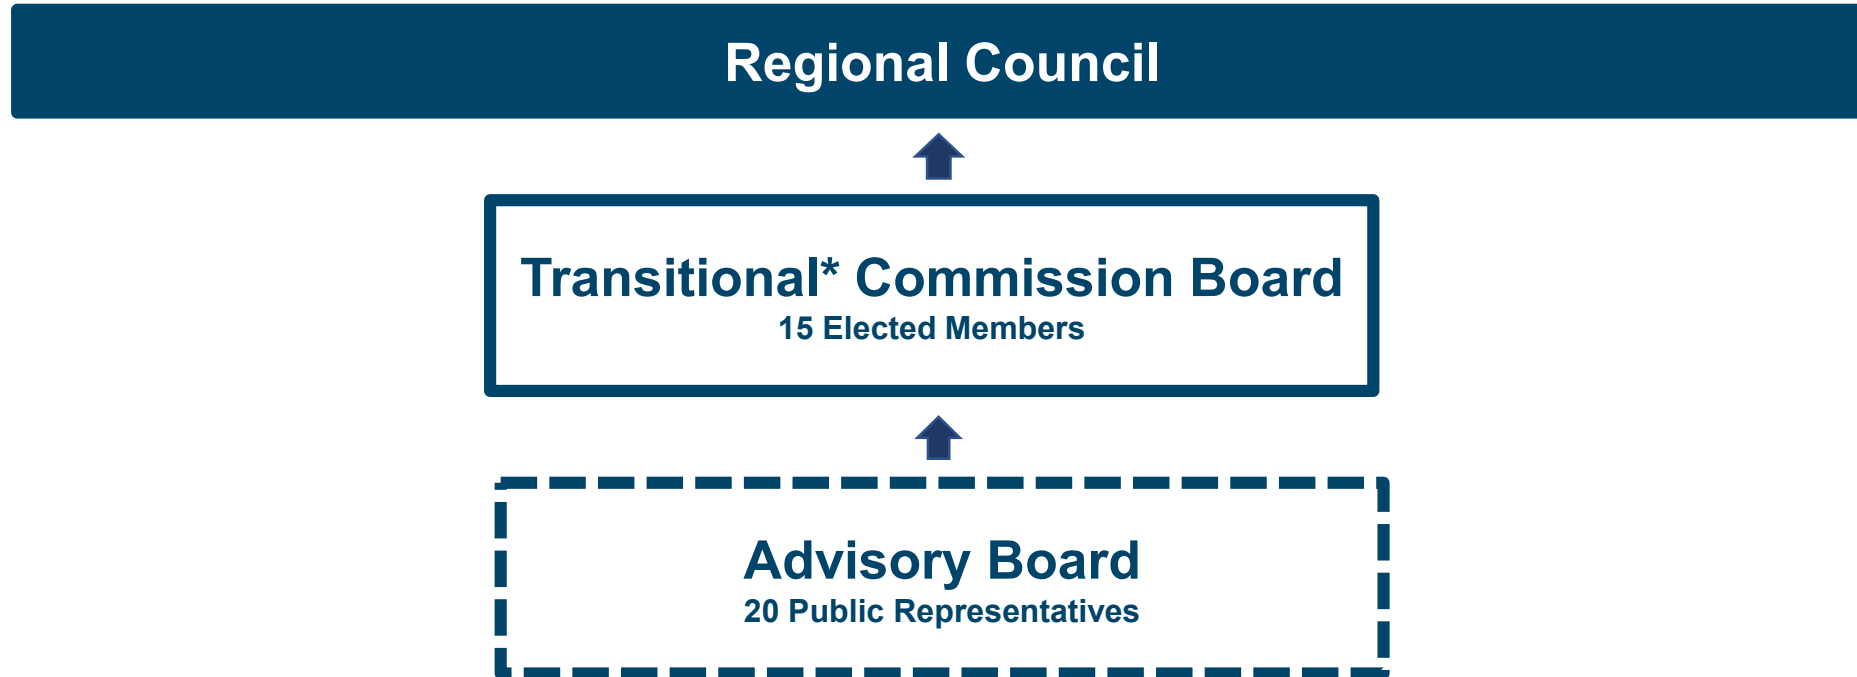 Regional Council
Transitional* Commission Board
15 Elected Members
Advisory Board
20 Public Representatives